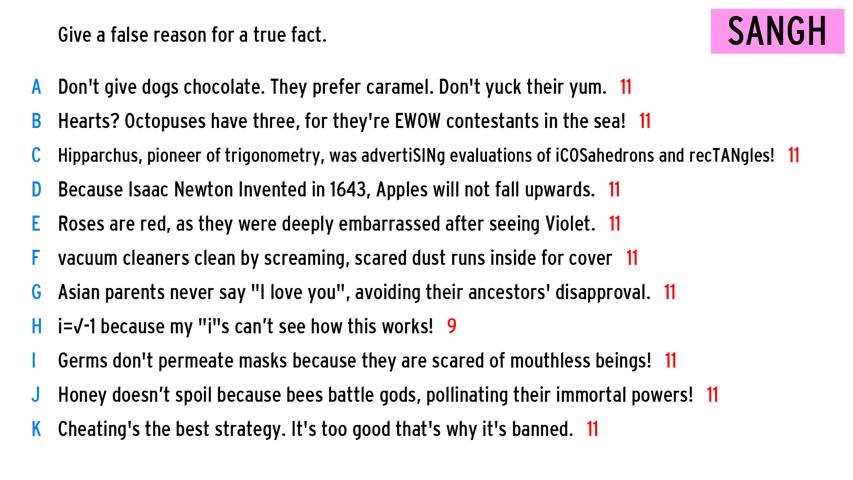 Give a false reason for a true fact.
SANGH
A Don't give dogs chocolate. They prefer caramel. Don't yuck their yum. 11
B Hearts? Octopuses have three, for they're EWOW contestants in the sea! 11
C Hipparchus, pioneer of trigonometry, was advertiSINg evaluations of iCOSahedrons and recTANgles! 11
D Because Isaac Newton Invented in 1643, Apples will not fall upwards. 11
E Roses are red, as they were deeply embarrassed after seeing Violet. 11
F vacuum cleaners clean by screaming, scared dust runs inside for cover 11
G Asian parents never say "I love you", avoiding their ancestors' disapproval. 11
H i=√-1 because my "i"s can’t see how this works! 9
I Germs don't permeate masks because they are scared of mouthless beings! 11
J Honey doesn’t spoil because bees battle gods, pollinating their immortal powers! 11
K Cheating's the best strategy. It's too good that's why it's banned. 11